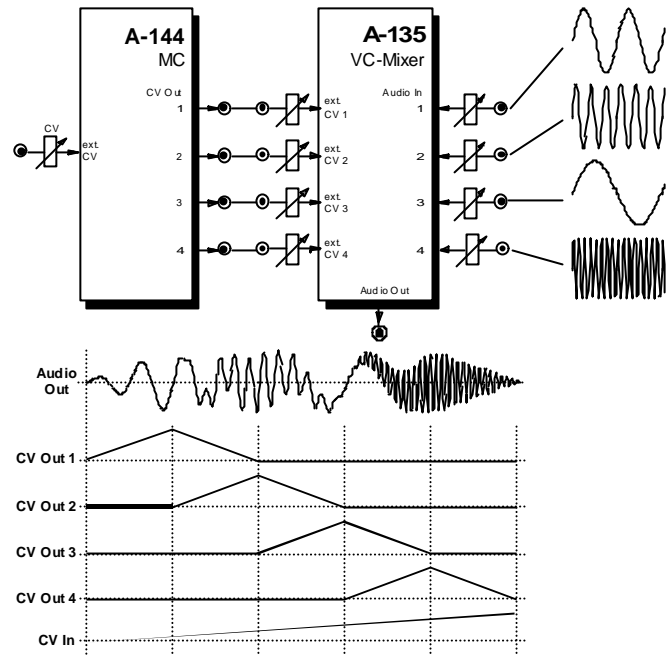 A-144
MC
CV Out
1
2
3
4
CV
ext.
CV
A-135
VC-Mixer
Audio In
ext.
CV 1
1
ext.
CV 2
2
ext.
CV 3
3
ext.
CV 4
4
Audio Out
Audio
Out
CV Out 1
CV Out 2
CV Out 3
CV Out 4
CV In